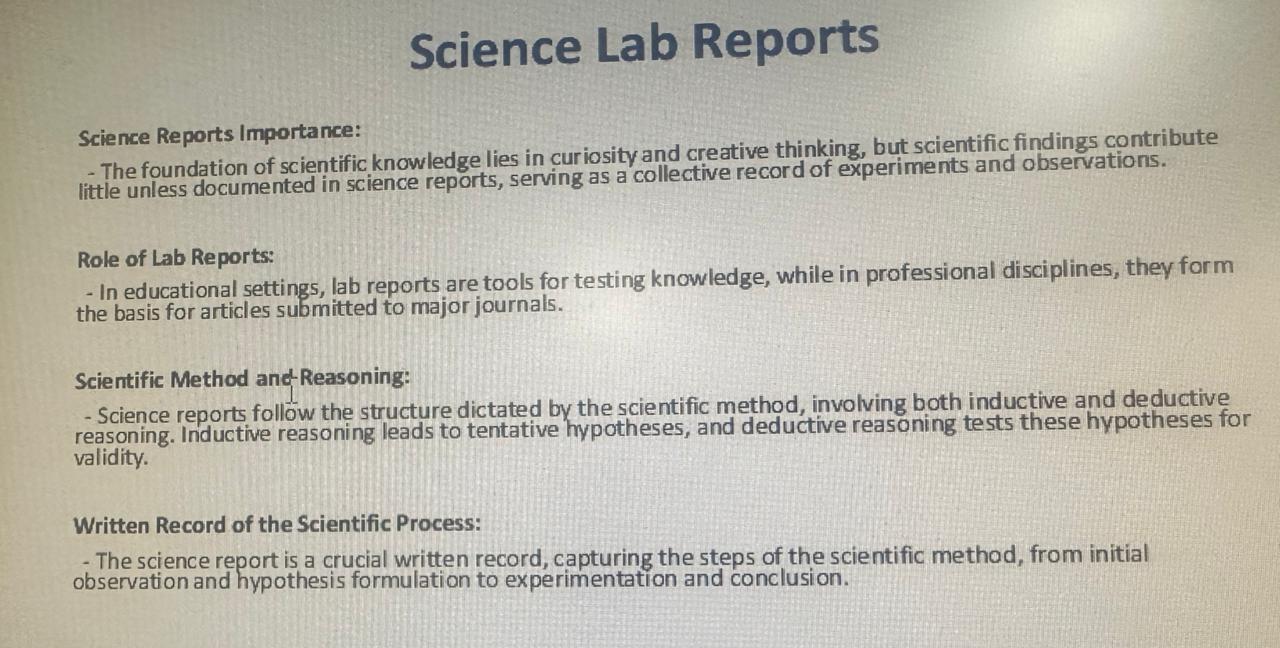 Science Lab Reports
Science Reports Importance:
- The foundation of scientific knowledge lies in curiosity and creative thinking, but scientific findings contribute
little unless documented in science reports, serving as a collective record of experiments and observations.
Role of Lab Reports:
- In educational settings, lab reports are tools for testing knowledge, while in professional disciplines, they form
the basis for articles submitted to major journals.
Scientific Method and Reasoning:
- Science reports follow the structure dictated by the scientific method, involving both inductive and deductive
reasoning. Inductive reasoning leads to tentative hypotheses, and deductive reasoning tests these hypotheses for
validity.
Written Record of the Scientific Process:
- The science report is a crucial written record, capturing the steps of the scientific method, from initial
observation and hypothesis formulation to experimentation and conclusion.